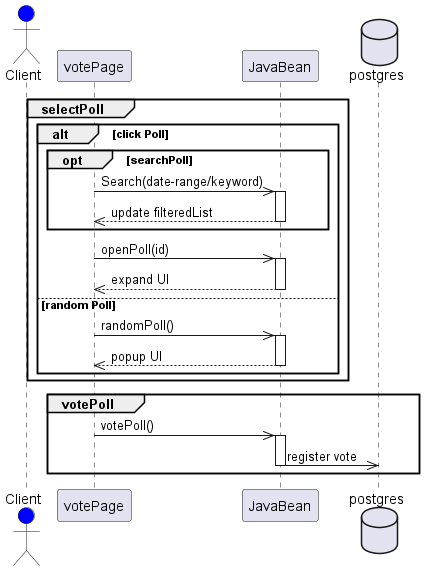 Client
votePage
JavaBean
postgres
selectPoll
alt [click Poll]
opt [searchPoll]
Search(date-range/keyword)
update filteredList
openPoll(id)
expand UI
[random Poll]
randomPoll()
popup UI
votePoll
votePoll()
register vote
Client
votePage
JavaBean
postgres